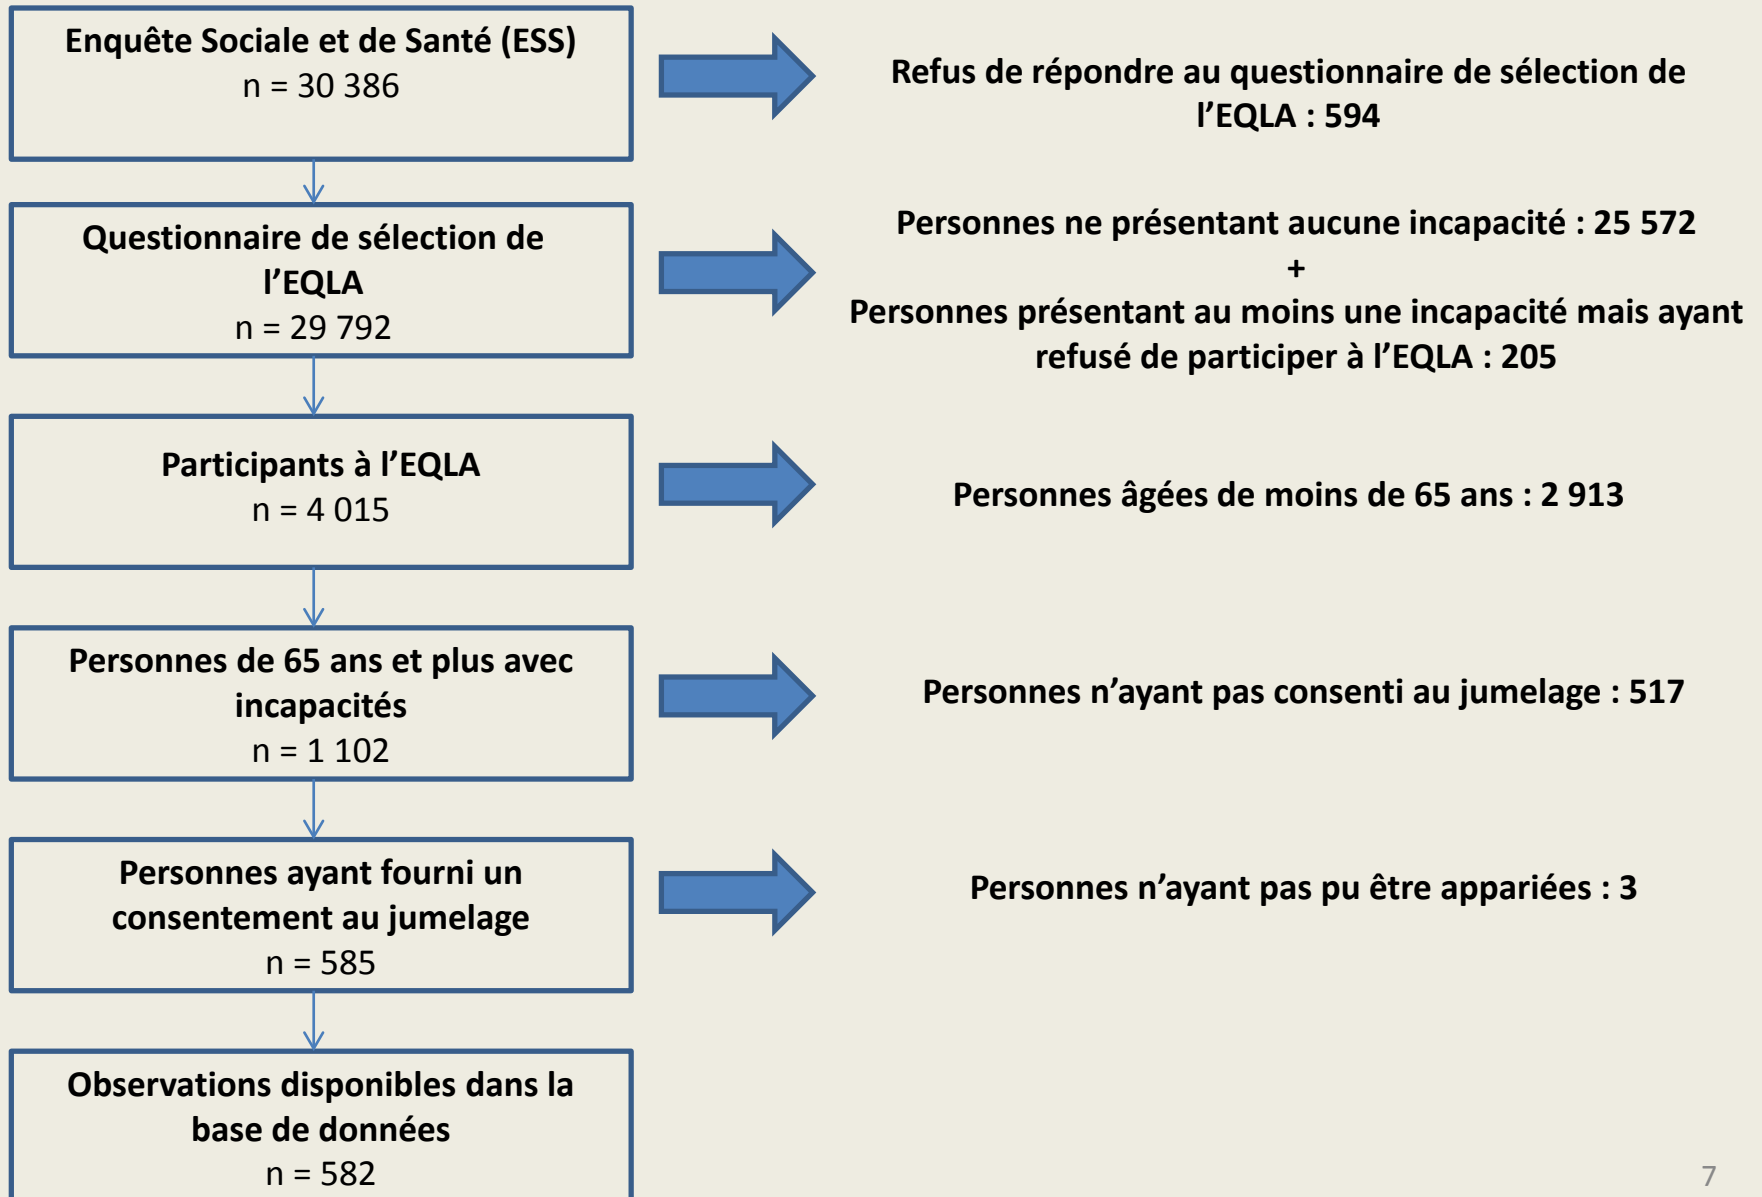 Enquête Sociale et de Santé (ESS)
n = 30 386
Refus de répondre au questionnaire de sélection de
l’EQLA : 594
Questionnaire de sélection de
l’EQLA
n = 29 792
Personnes ne présentant aucune incapacité : 25 572
+
Personnes présentant au moins une incapacité mais ayant
refusé de participer à l’EQLA : 205
Participants à l’EQLA
n = 4 015
Personnes âgées de moins de 65 ans : 2 913
Personnes de 65 ans et plus avec
incapacités
n = 1 102
Personnes n’ayant pas consenti au jumelage : 517
Personnes ayant fourni un
consentement au jumelage
n = 585
Personnes n’ayant pas pu être appariées : 3
Observations disponibles dans la
base de données
n = 582
7